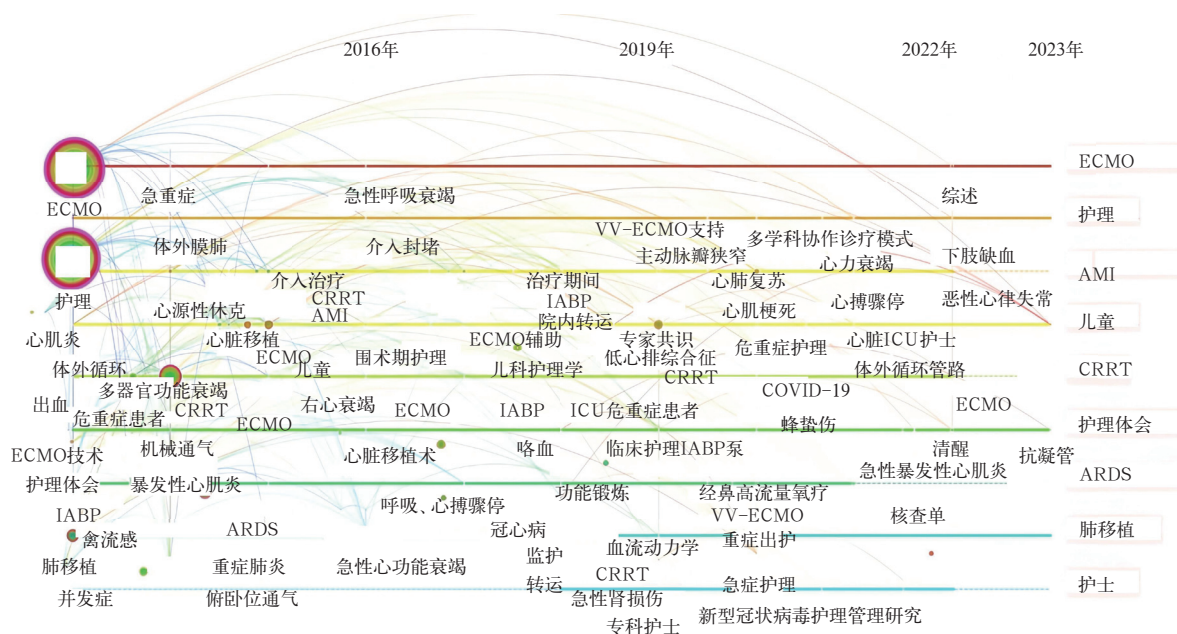 2016年 2019年 2022年 2023年
ECMO
急重症 急性呼吸衰竭 综述
ECMO
护理
VV-ECMO支持
体外膜肺 介入封堵 主动脉瓣狭窄 多学科协作诊疗模式 下肢缺血
心力衰竭
介入治疗 治疗期间 心肺复苏 AMI
护理 CRRT IABP 恶性心律失常
心源性休克 AMI 院内转运 心肌梗死 心搏骤停
儿童
心肌炎 心脏移植 ECMO辅助 专家共识 危重症护理 心脏ICU护士
ECMO 围术期护理 低心排综合征
体外循环 儿童 儿科护理学 CRRT 体外循环管路 CRRT
多器官功能衰竭 COVID-19
出血 CRRT 右心衰竭 ECMO IABP ICU危重症患者 ECMO
危重症患者 ECMO 蜂蛰伤 护理体会
ECMO技术 机械通气 心脏移植术 咯血 临床护理IABP泵 清醒 抗凝管
急性暴发性心肌炎 ARDS
护理体会 暴发性心肌炎 功能锻炼 经鼻高流量氧疗
呼吸、心搏骤停
IABP VV-ECMO 核查单
禽流感 ARDS 冠心病 血流动力学 重症出护 肺移植
肺移植 重症肺炎 急性心功能衰竭 监护
CRRT
并发症 俯卧位通气 转运 急性肾损伤 急症护理 护士
专科护士 新型冠状病毒护理管理研究